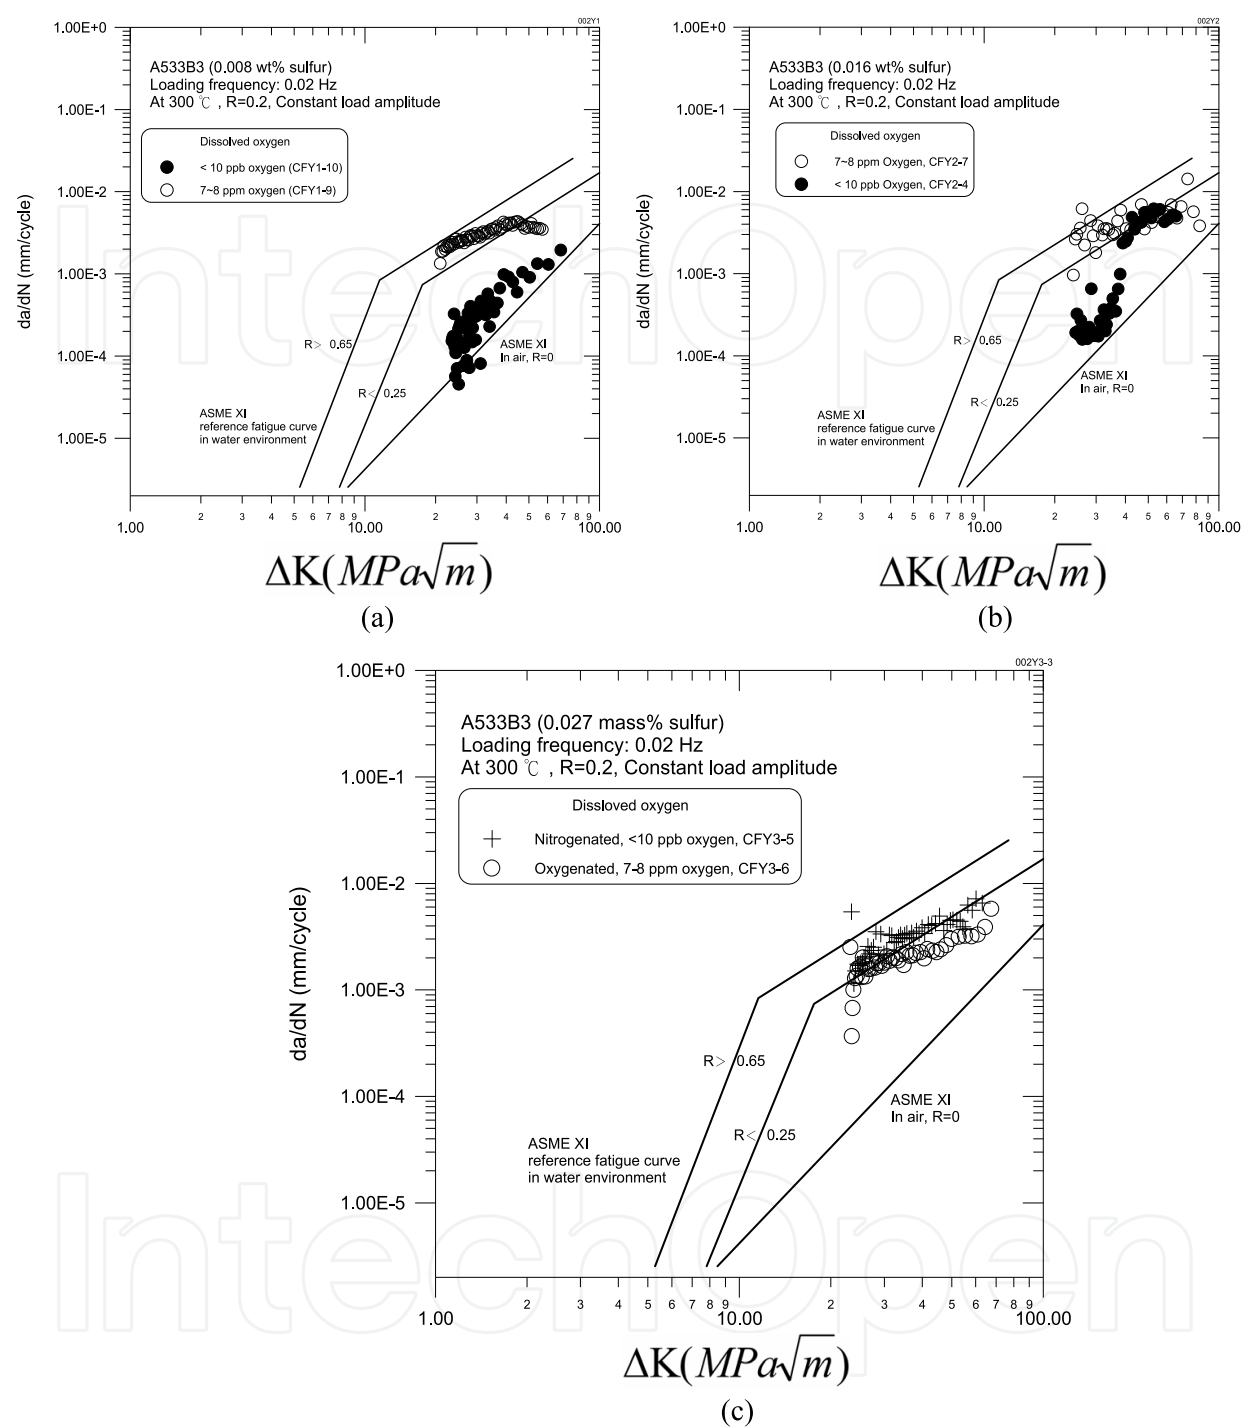 002Y1
1.00E+0
1.00E-1
1.00E-2
1.00E-3
1.00E-4
1.00E-5
da/dN (mm/cycle)
A533B3 (0.008 wt% sulfur)
Loading frequency: 0.02 Hz
At 300 ℃ , R=0.2, Constant load amplitude
Dissolved oxygen
< 10 ppb oxygen (CFY1-10)
7~8 ppm oxygen (CFY1-9)
R> 0.65
ASME XI
In air, R=0
R< 0.25
ASME XI
reference fatigue curve
in water environment
1.00 2 3 4 5 6 7 8 9 10.00 2 3 4 5 6 7 8 9 100.00
ΔK(MPa√m)
(a)
002Y2
1.00E+0
1.00E-1
1.00E-2
1.00E-3
1.00E-4
1.00E-5
da/dN (mm/cycle)
A533B3 (0.016 wt% sulfur)
Loading frequency: 0.02 Hz
At 300 ℃ , R=0.2, Constant load amplitude
Dissolved oxygen
7~8 ppm Oxygen, CFY2-7
< 10 ppb Oxygen, CFY2-4
R> 0.65
ASME XI
In air, R=0
R< 0.25
ASME XI
reference fatigue curve
in water environment
1.00 2 3 4 5 6 7 8 9 10.00 2 3 4 5 6 7 8 9 100.00
ΔK(MPa√m)
(b)
002Y3-3
1.00E+0
1.00E-1
1.00E-2
1.00E-3
1.00E-4
1.00E-5
da/dN (mm/cycle)
A533B3 (0.027 mass% sulfur)
Loading frequency: 0.02 Hz
At 300 ℃ , R=0.2, Constant load amplitude
Dissloved oxygen
Nitrogenated, <10 ppb oxygen, CFY3-5
Oxygenated, 7-8 ppm oxygen, CFY3-6
R> 0.65
ASME XI
In air, R=0
R< 0.25
ASME XI
reference fatigue curve
in water environment
1.00 2 3 4 5 6 7 8 9 10.00 2 3 4 5 6 7 8 9 100.00
ΔK(MPa√m)
(c)
IntechOpen
IntechOpen